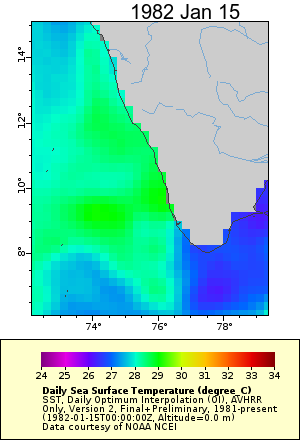 1982 Jan 15
14°
12°
10°
8°
74° 76° 78°
24 25 26 27 28 29 30 31 32 33 34
Daily Sea Surface Temperature (degree_C)
SST, Daily Optimum Interpolation (OI), AVHRR
Only, Version 2, Final+Preliminary, 1981-present
(1982-01-15T00:00:00Z, Altitude=0.0 m)
Data courtesy of NOAA NCEI